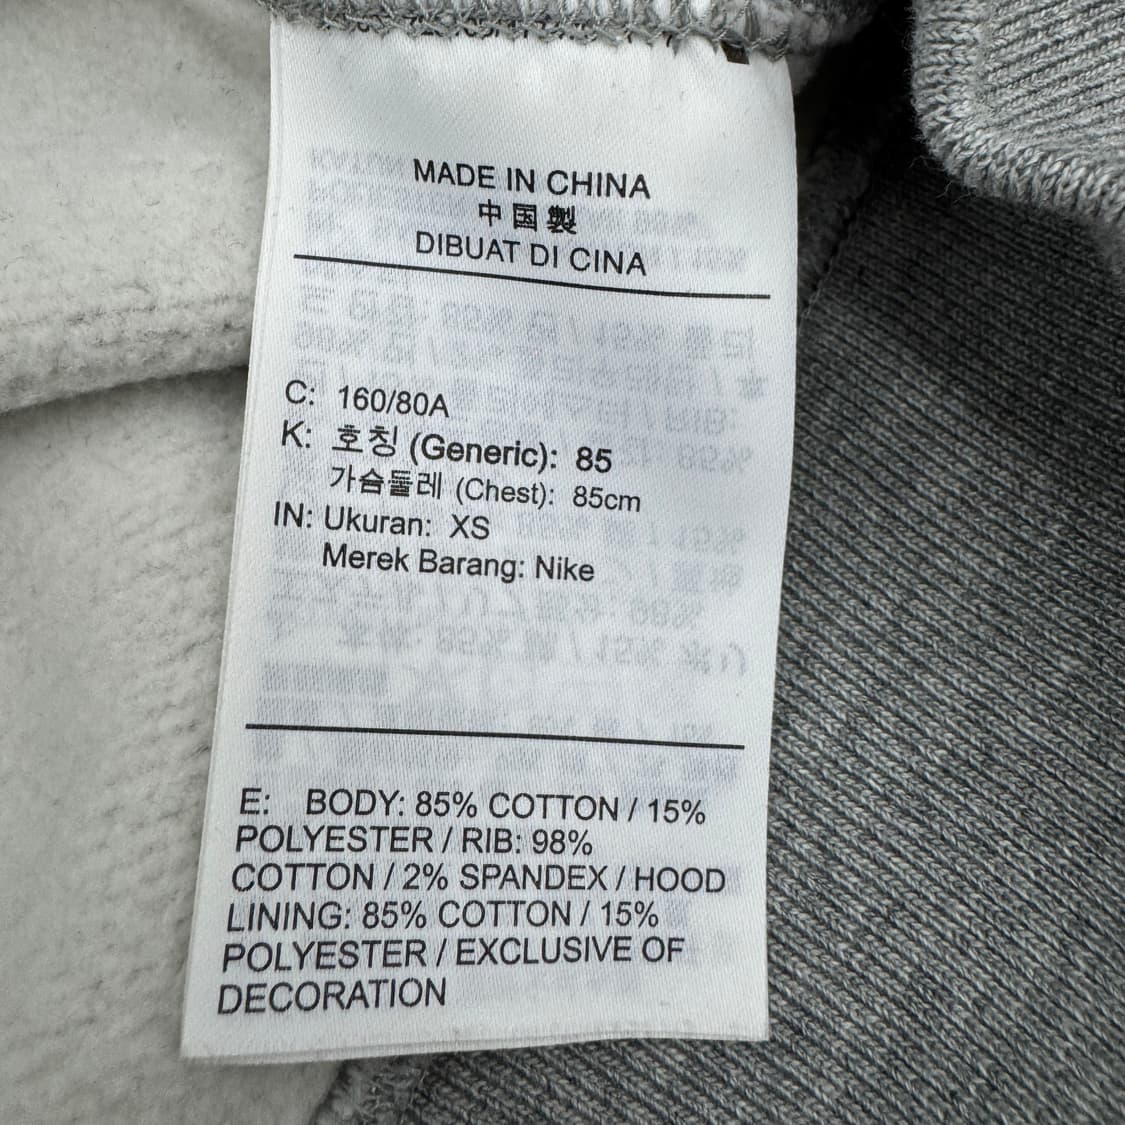 MADE IN CHINA
中国製
DIBUAT DI CINA
C: 160/80A
K: 호칭 (Generic): 85
가슴둘레 (Chest): 85cm
IN: Ukuran: XS
Merek Barang: Nike
E: BODY: 85% COTTON / 15%
POLYESTER / RIB: 98%
COTTON / 2% SPANDEX / HOOD
LINING: 85% COTTON / 15%
POLYESTER / EXCLUSIVE OF
DECORATION